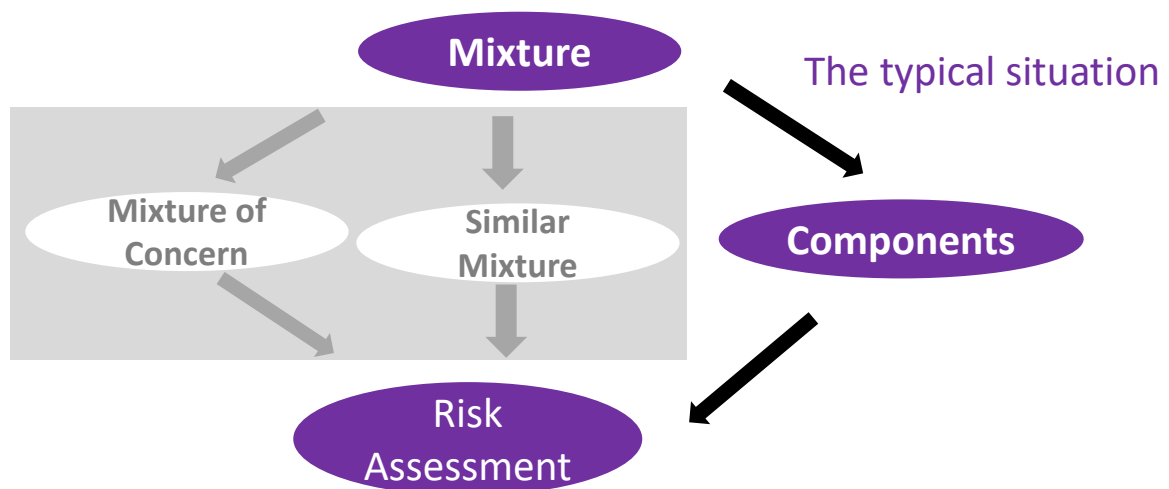 Mixture
The typical situation
Mixture of
Concern
Similar
Mixture
Components
Risk
Assessment